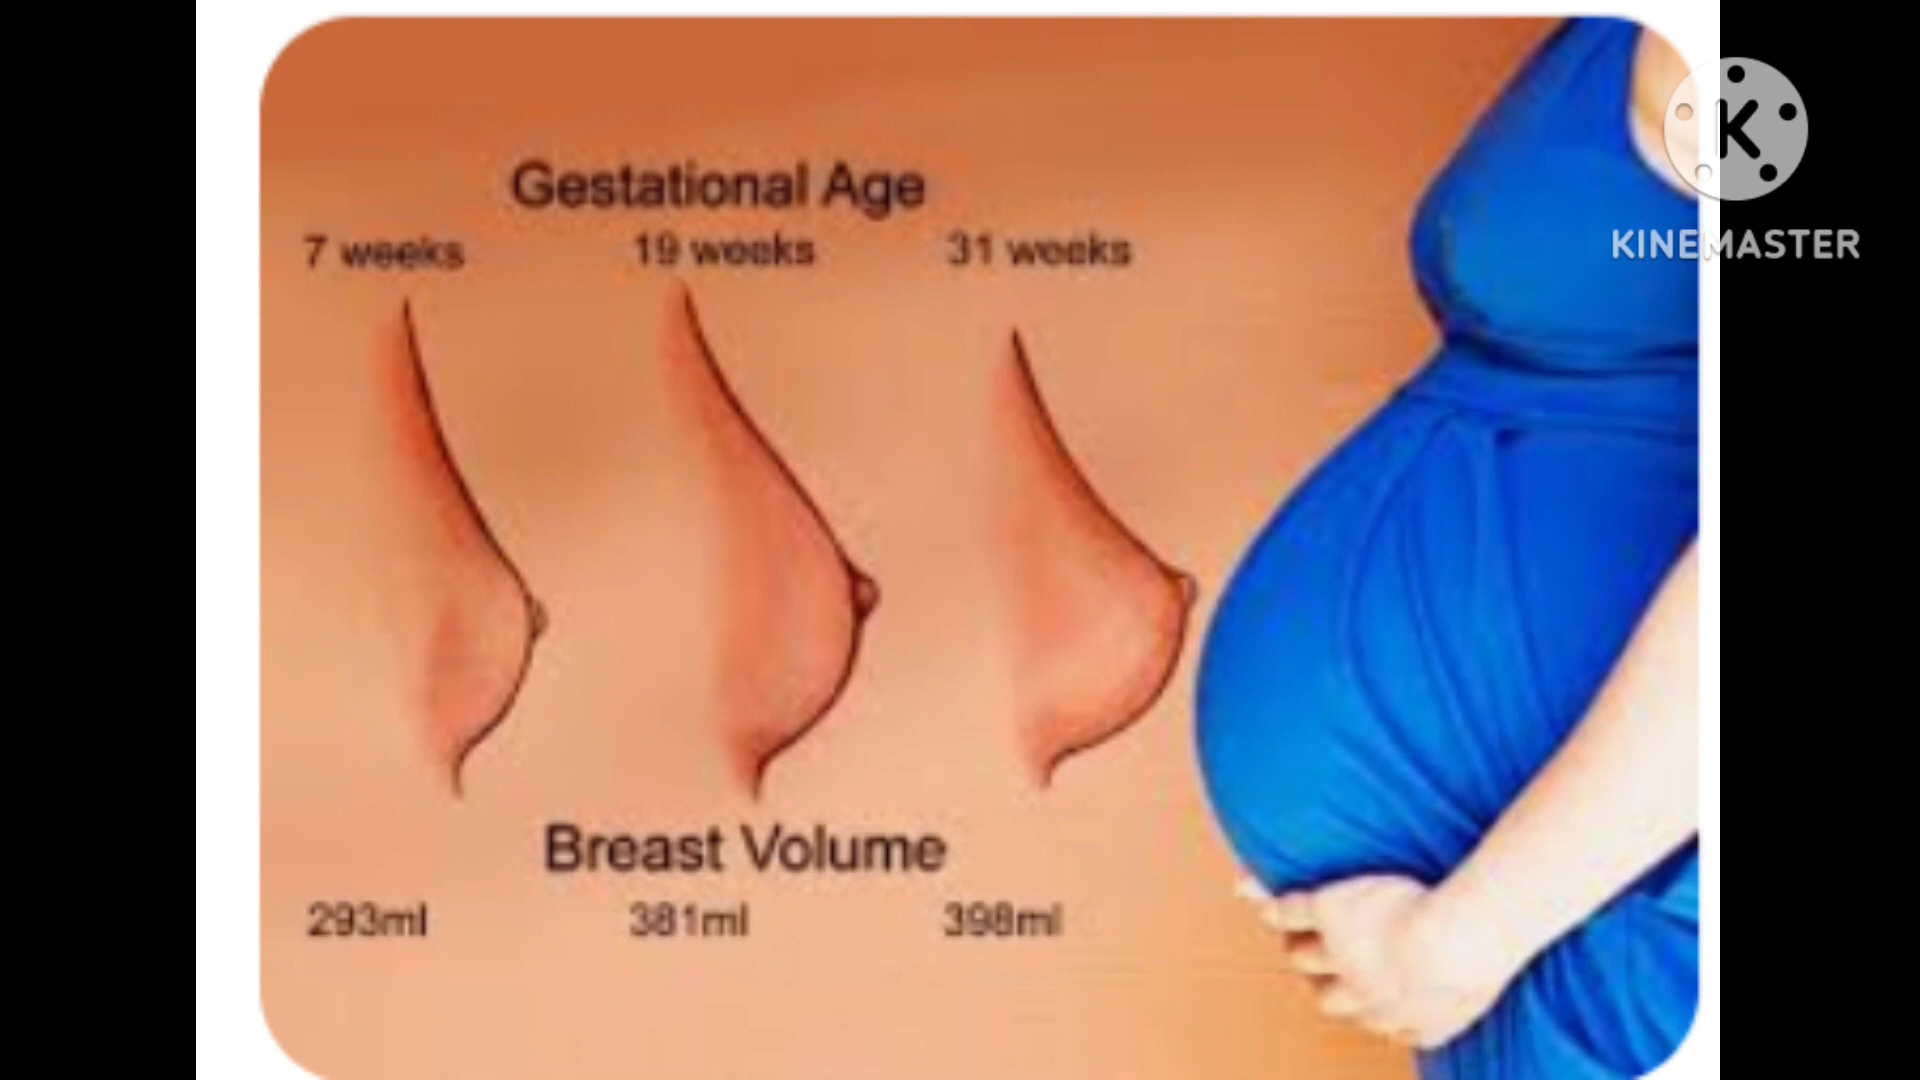 Gestational Age
7 weeks 19 weeks 31 weeks
Breast Volume
293ml 381ml 398ml
K
KINEMASTER